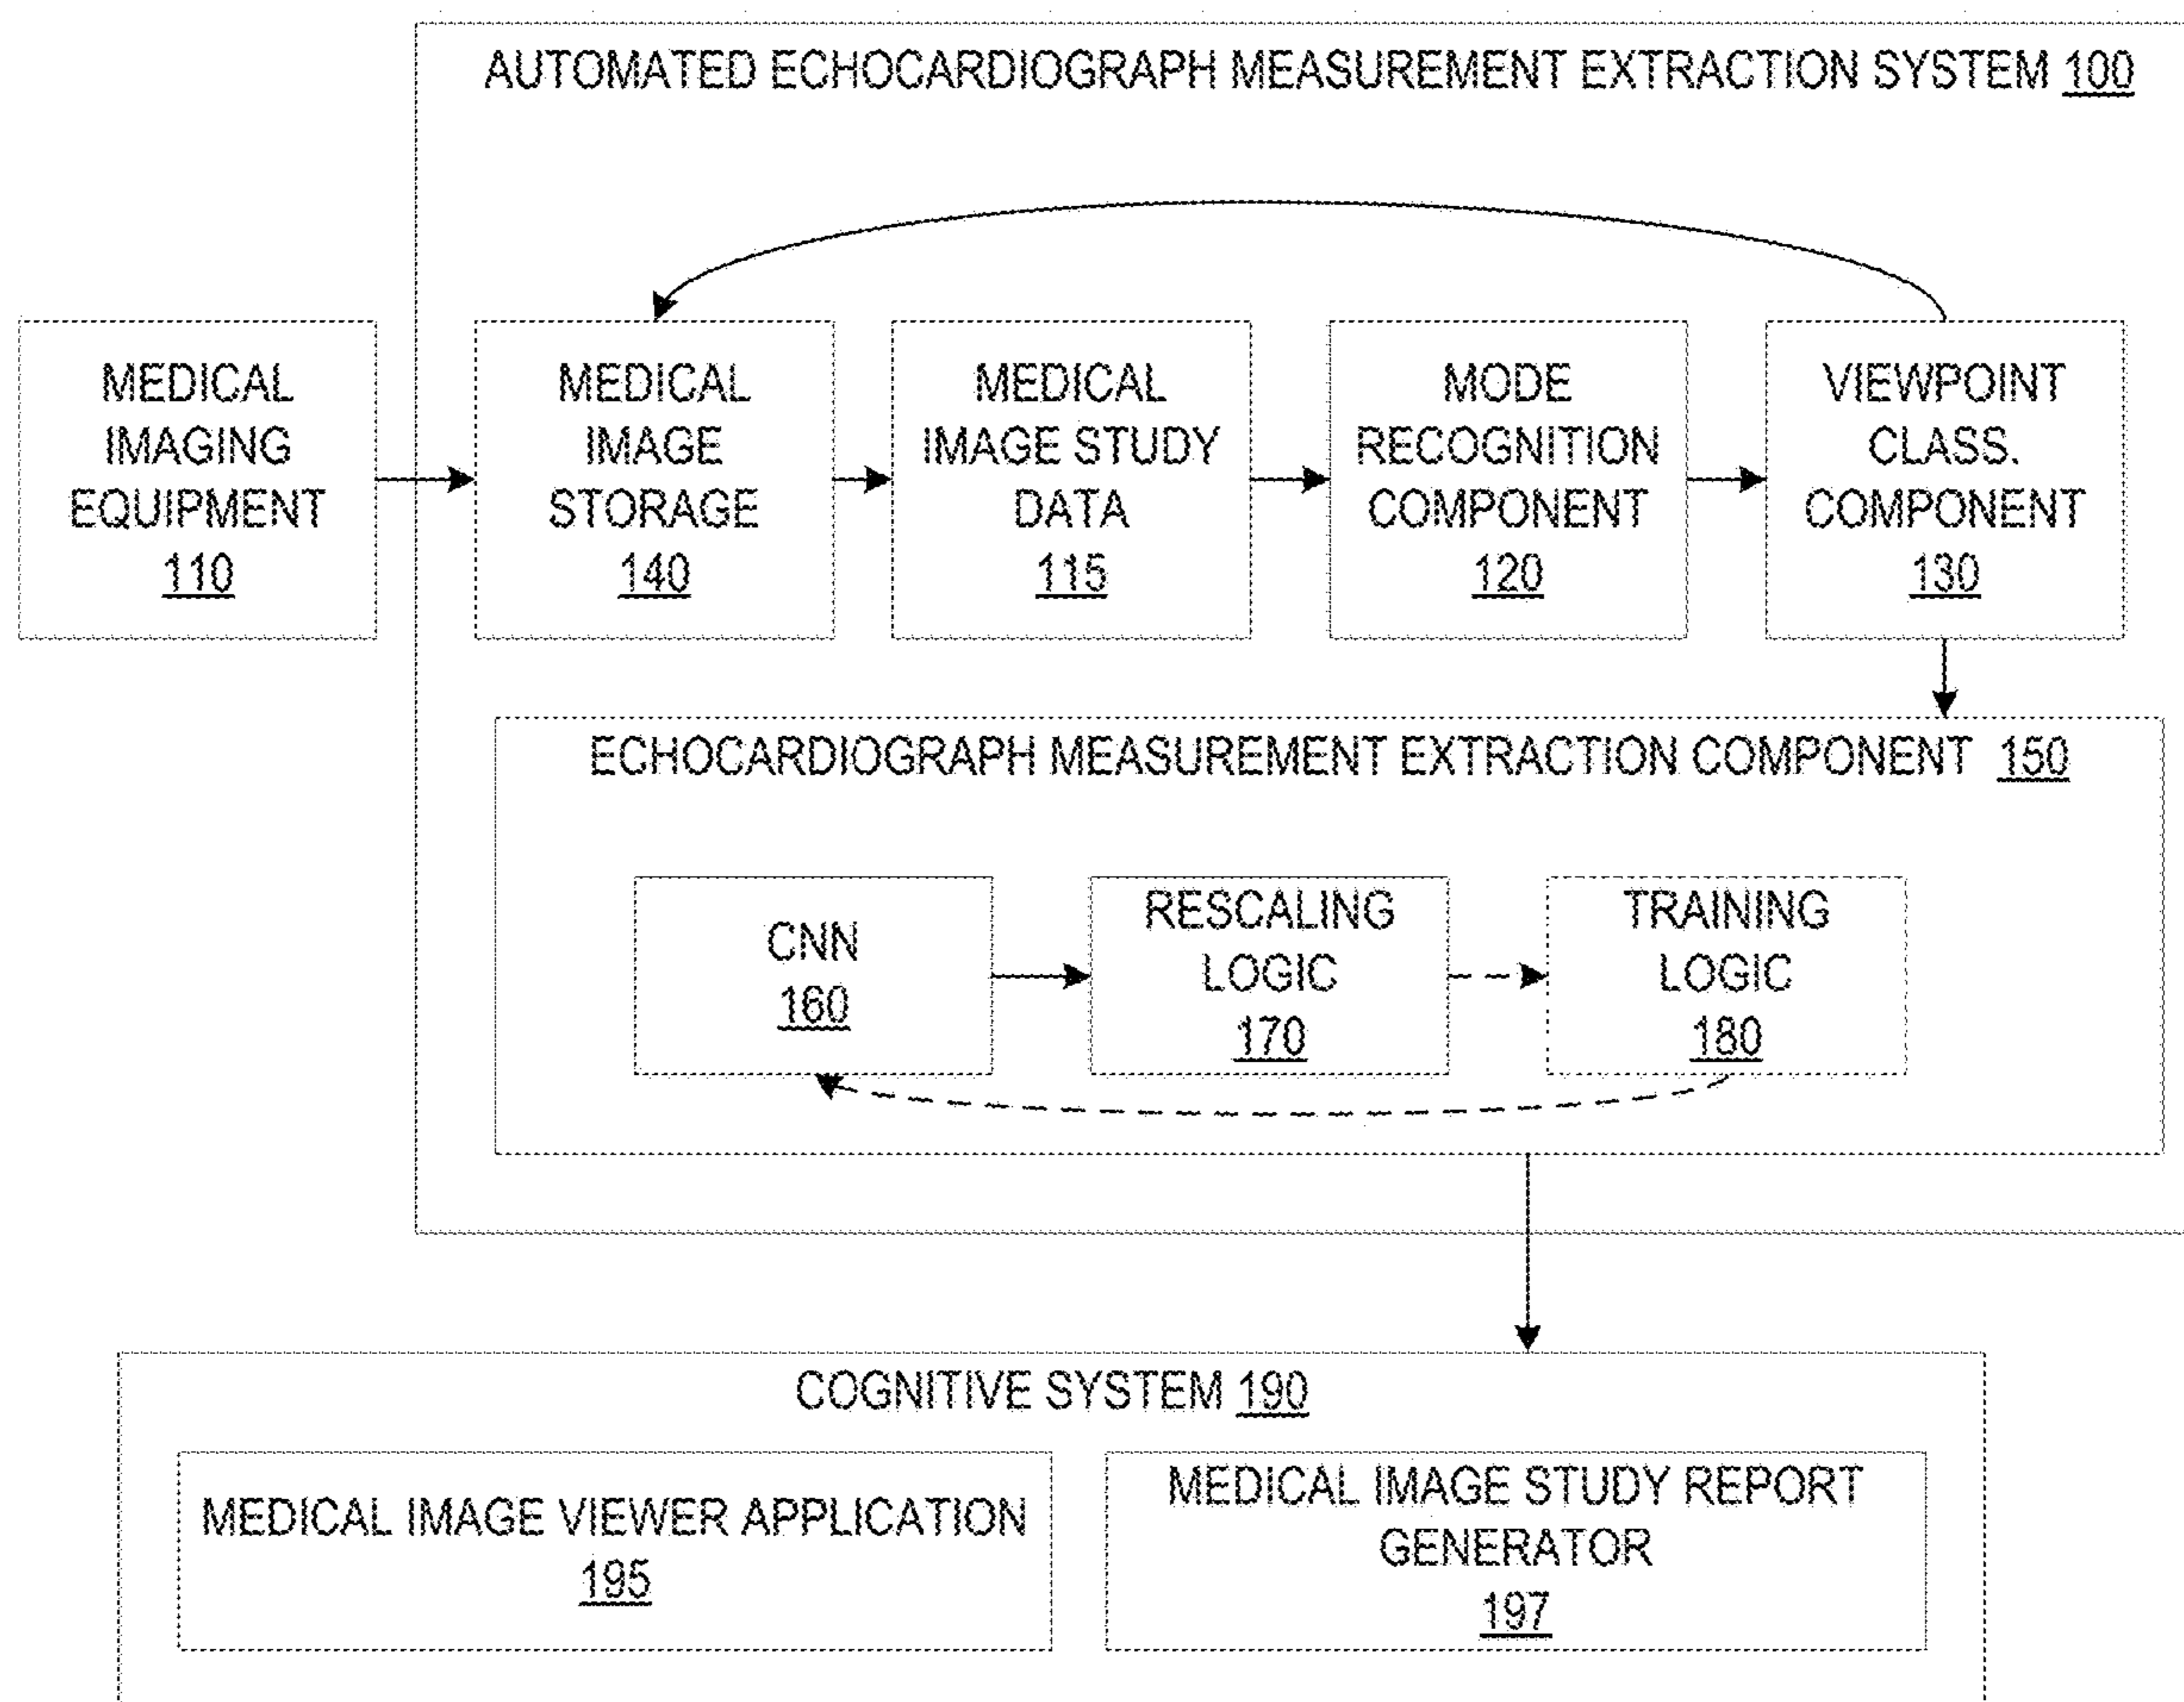 AUTOMATED ECHOCARDIOGRAPH MEASUREMENT EXTRACTION SYSTEM 100
MEDICAL
IMAGING
EQUIPMENT
110
MEDICAL
IMAGE
STORAGE
140
MEDICAL
IMAGE STUDY
DATA
115
MODE
RECOGNITION
COMPONENT
120
VIEWPOINT
CLASS.
COMPONENT
130
ECHOCARDIOGRAPH MEASUREMENT EXTRACTION COMPONENT 150
CNN
160
RESCALING
LOGIC
170
TRAINING
LOGIC
180
COGNITIVE SYSTEM 190
MEDICAL IMAGE VIEWER APPLICATION
195
MEDICAL IMAGE STUDY REPORT
GENERATOR
197